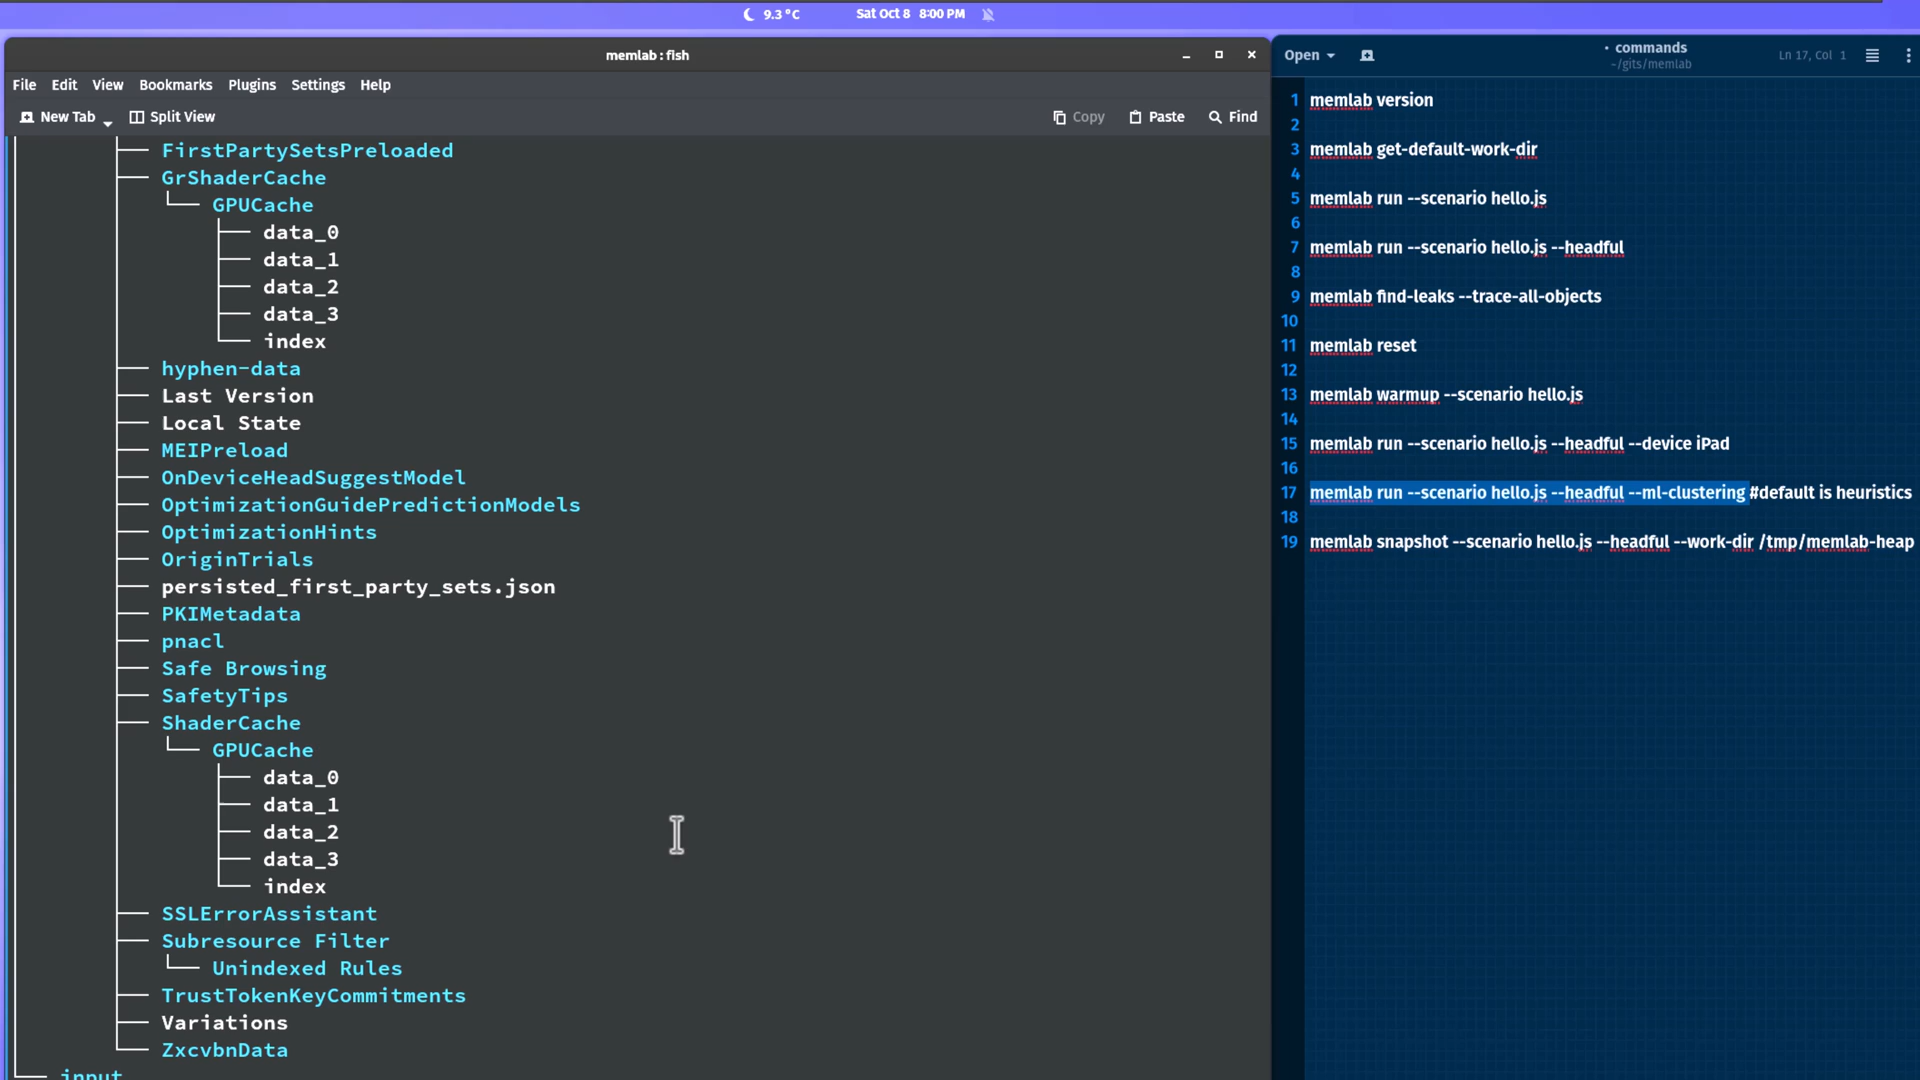 9.3 °C Sat Oct 8 8:00 PM
memlab : fish
File Edit View Bookmarks Plugins Settings Help
New Tab Split View Copy Paste Find
FirstPartySetsPreloaded
GrShaderCache
GPUCache
data_0
data_1
data_2
data_3
index
hyphen-data
Last Version
Local State
MEIPreload
OnDeviceHeadSuggestModel
OptimizationGuidePredictionModels
OptimizationHints
OriginTrials
persisted_first_party_sets.json
PKIMetadata
pnacl
Safe Browsing
SafetyTips
ShaderCache
GPUCache
data_0
data_1
data_2
data_3
index
SSLErrorAssistant
Subresource Filter
Unindexed Rules
TrustTokenKeyCommitments
Variations
ZxcvbnData
input
Open • commands Ln 17, Col 1
~/gits/memlab
1 memlab version
2
3 memlab get-default-work-dir
4
5 memlab run --scenario hello.js
6
7 memlab run --scenario hello.js --headful
8
9 memlab find-leaks --trace-all-objects
10
11 memlab reset
12
13 memlab warmup --scenario hello.js
14
15 memlab run --scenario hello.js --headful --device iPad
16
17 memlab run --scenario hello.js --headful --ml-clustering #default is heuristics
18
19 memlab snapshot --scenario hello.js --headful --work-dir /tmp/memlab-heap